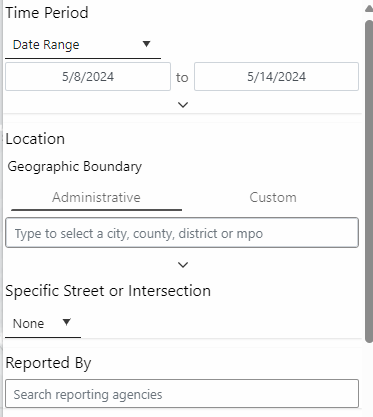 Time Period
Date Range
5/8/2024 to 5/14/2024
Location
Geographic Boundary
Administrative Custom
Type to select a city, county, district or mpo
Specific Street or Intersection
None
Reported By
Search reporting agencies